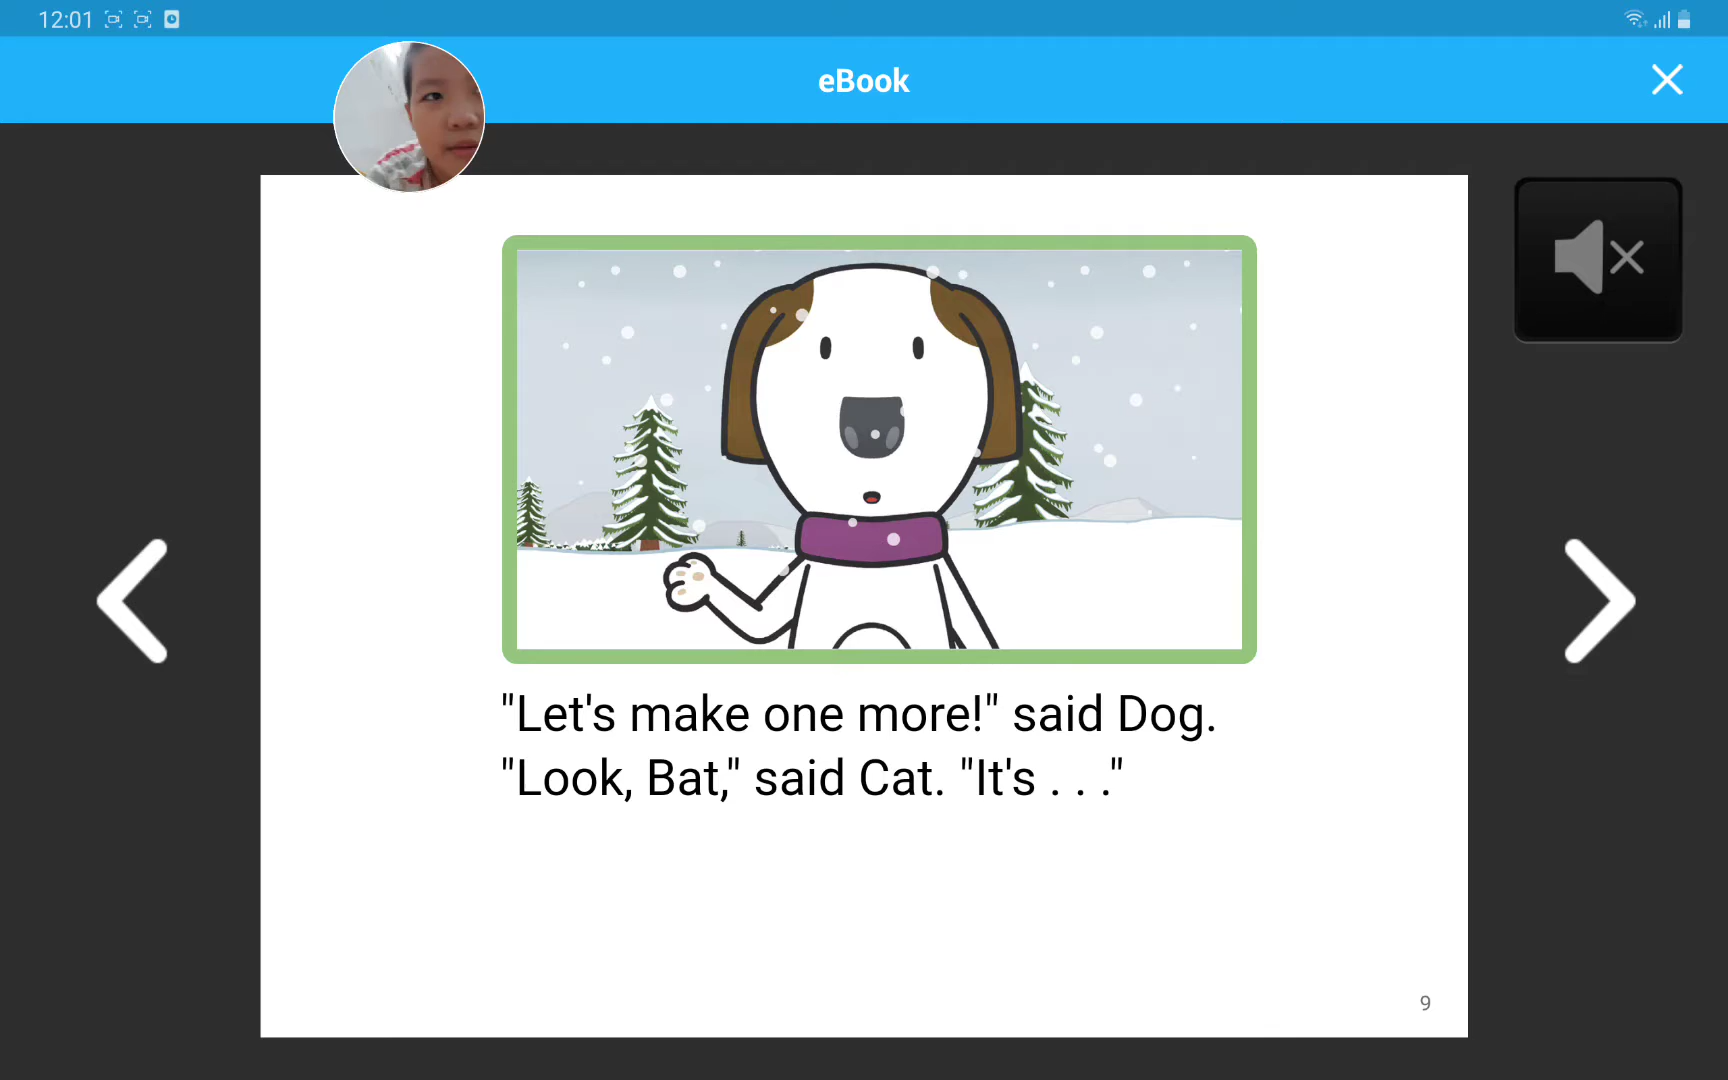 12:01
eBook
"Let's make one more!" said Dog.
"Look, Bat," said Cat. "It's . . ."
9